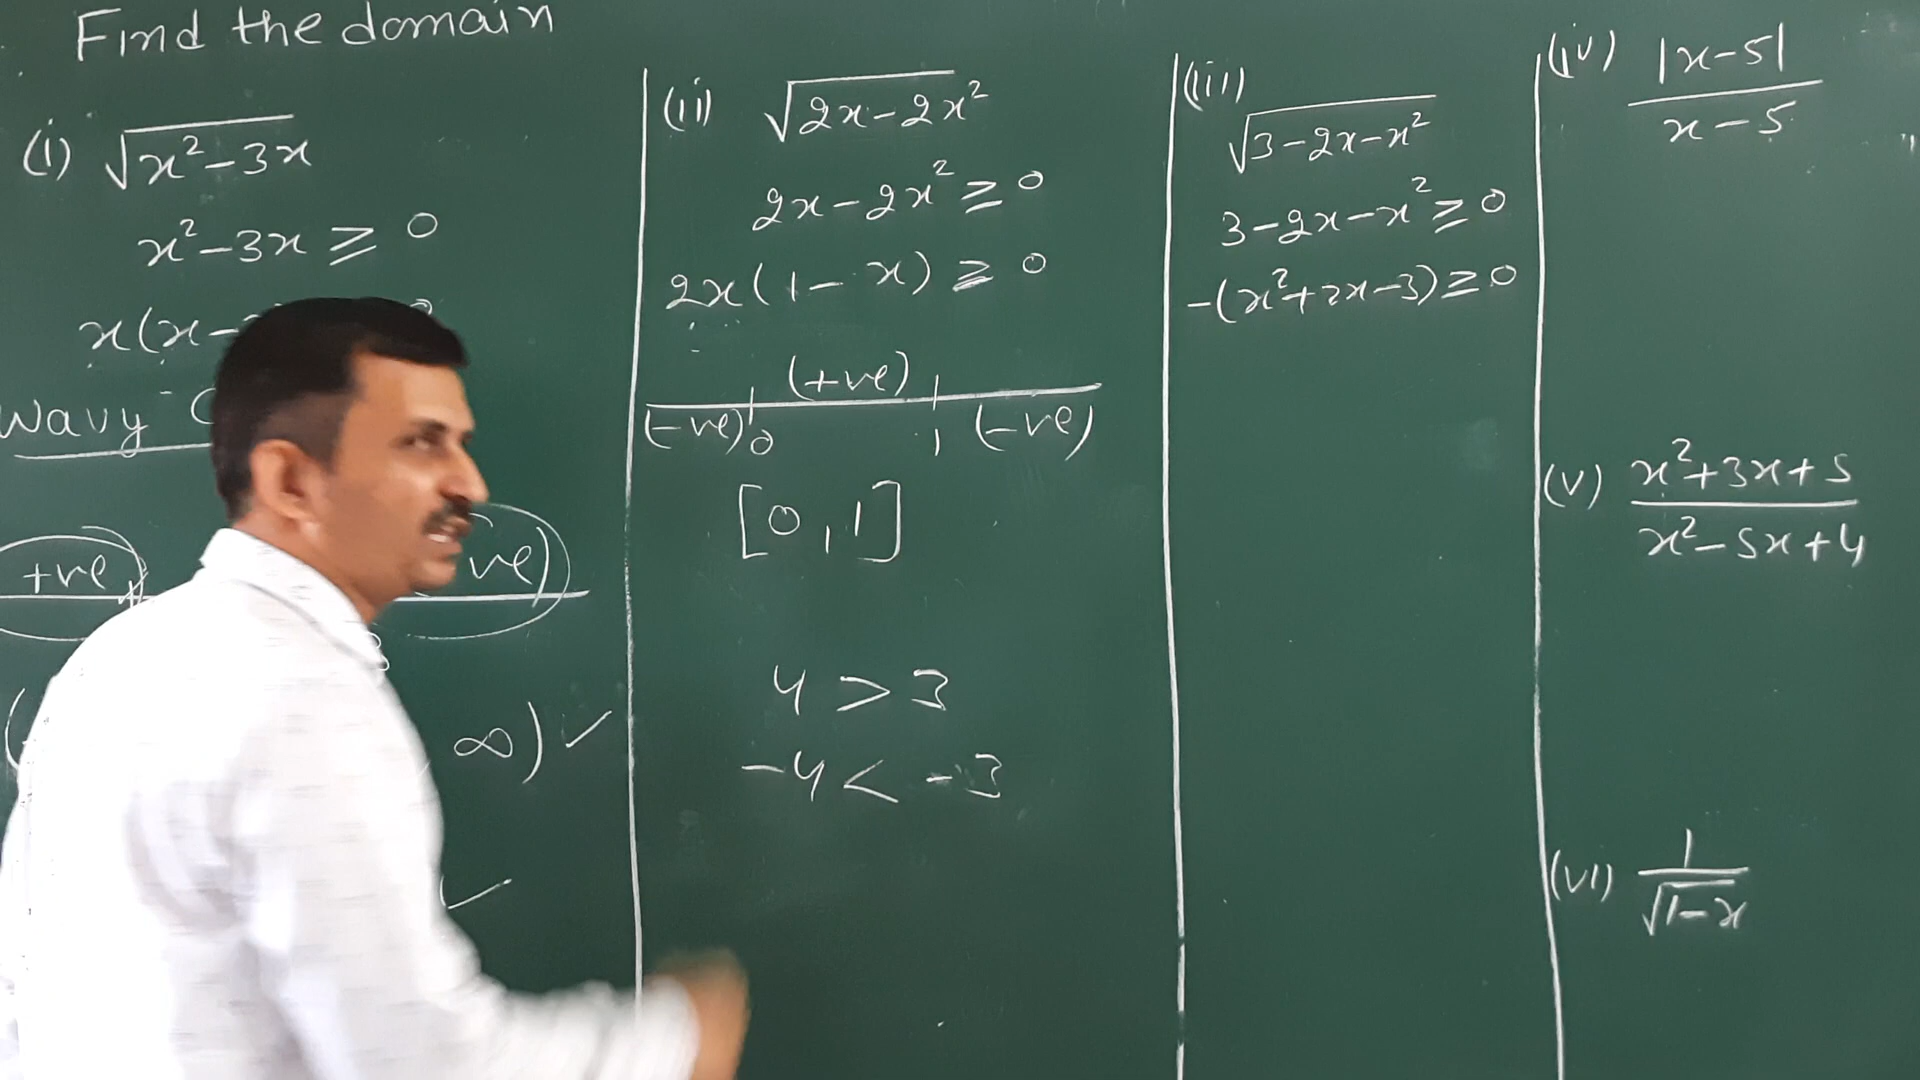 Find the domain
(i) √x²-3x
x²-3x ≥ 0
x(x-
Wavy
+ve
ve)
∞) ✓
✓
(ii) √2x-2x²
2x-2x² ≥ 0
2x(1-x) ≥ 0
(+ve)
(-ve) 0 1 (-ve)
[0,1]
4 > 3
-4 < -3
(iii)
√3-2x-x²
3-2x-x² ≥ 0
-(x²+2x-3) ≥ 0
(iv) |x-5|
x-5
(v) x²+3x+5
x²-5x+4
(vi) 1
√1-x